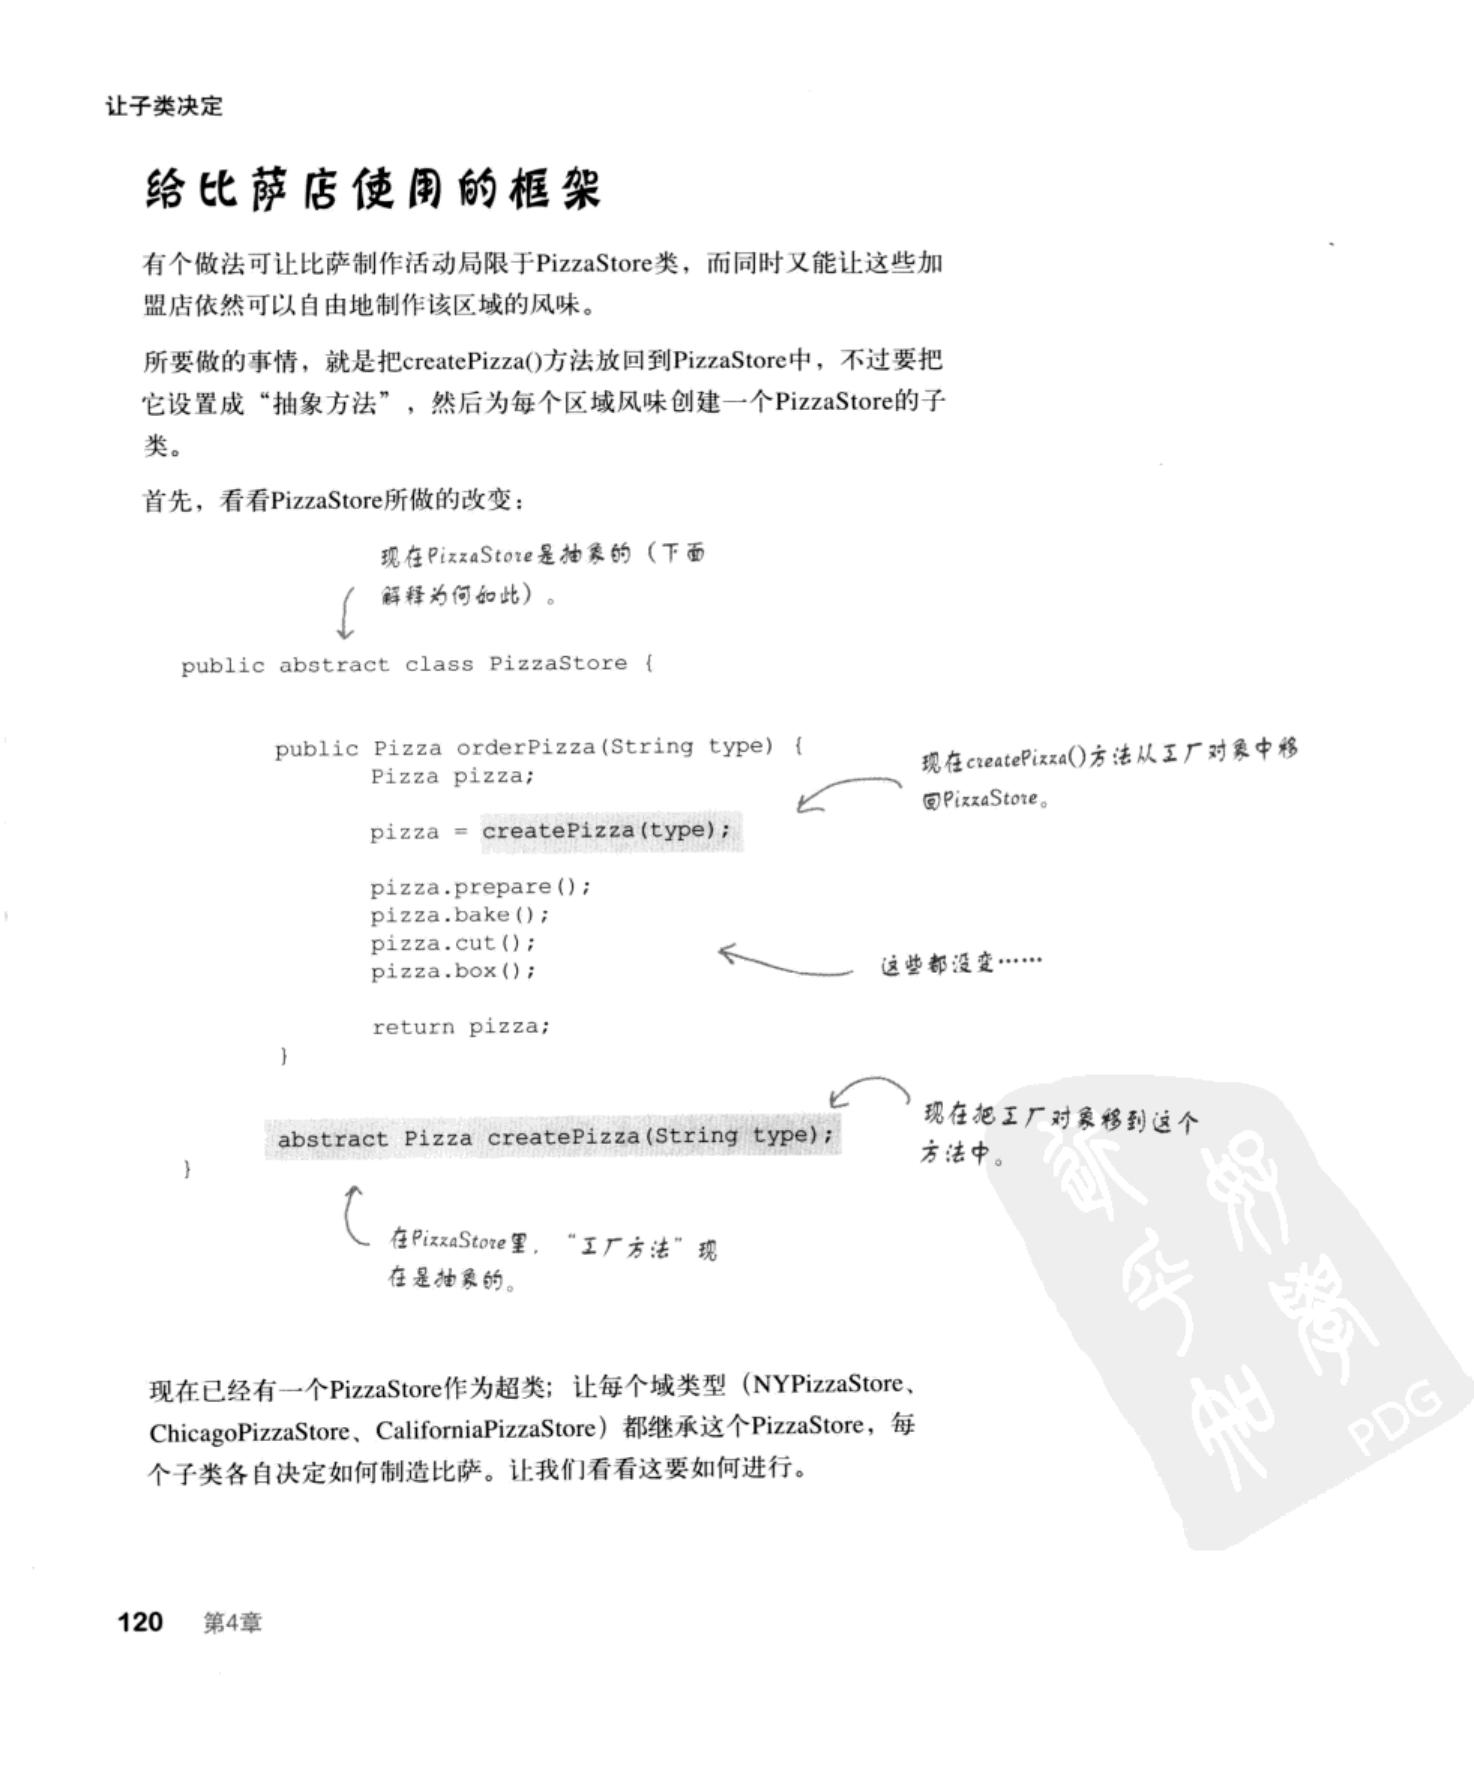 让子类决定
给比萨店使用的框架
有个做法可让比萨制作活动局限于PizzaStore类，而同时又能让这些加
盟店依然可以自由地制作该区域的风味。
所要做的事情，就是把createPizza()方法放回到PizzaStore中，不过要把
它设置成“抽象方法”，然后为每个区域风味创建一个PizzaStore的子
类。
首先，看看PizzaStore所做的改变：
现在PizzaStore是抽象的（下面
解释为何如此）。
public abstract class PizzaStore {
public Pizza orderPizza(String type) {
Pizza pizza;
现在createPizza()方法从工厂对象中移
回PizzaStore。
pizza = createPizza(type);
pizza.prepare();
pizza.bake();
pizza.cut();
pizza.box();
这些都没变……
return pizza;
}
abstract Pizza createPizza(String type);
现在把工厂对象移到这个
方法中。
}
在PizzaStore里，“工厂方法”现
在是抽象的。
现在已经有一个PizzaStore作为超类；让每个域类型（NYPizzaStore、
ChicagoPizzaStore、CaliforniaPizzaStore）都继承这个PizzaStore，每
个子类各自决定如何制造比萨。让我们看看这要如何进行。
PDG
120 第4章